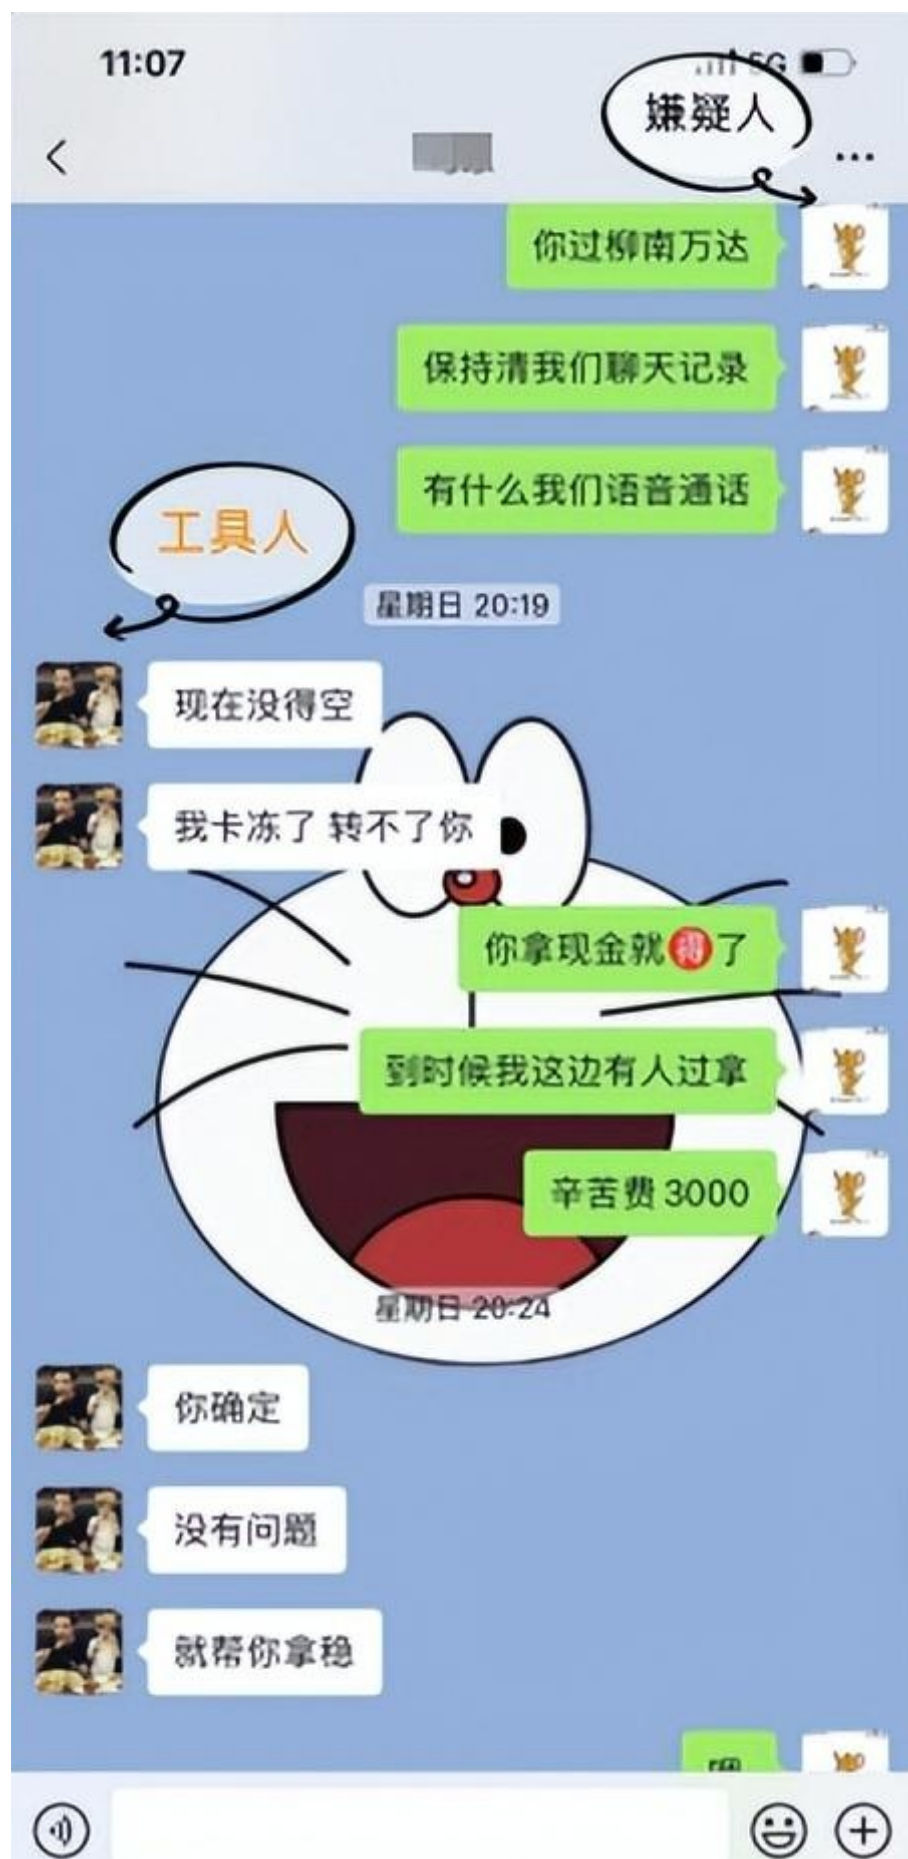 11:07
5G
嫌疑人
你过柳南万达
保持清我们聊天记录
有什么我们语音通话
工具人
星期日 20:19
现在没得空
我卡冻了 转不了你
你拿现金就得了
到时候我这边有人过拿
辛苦费 3000
星期日 20:24
你确定
没有问题
就帮你拿稳